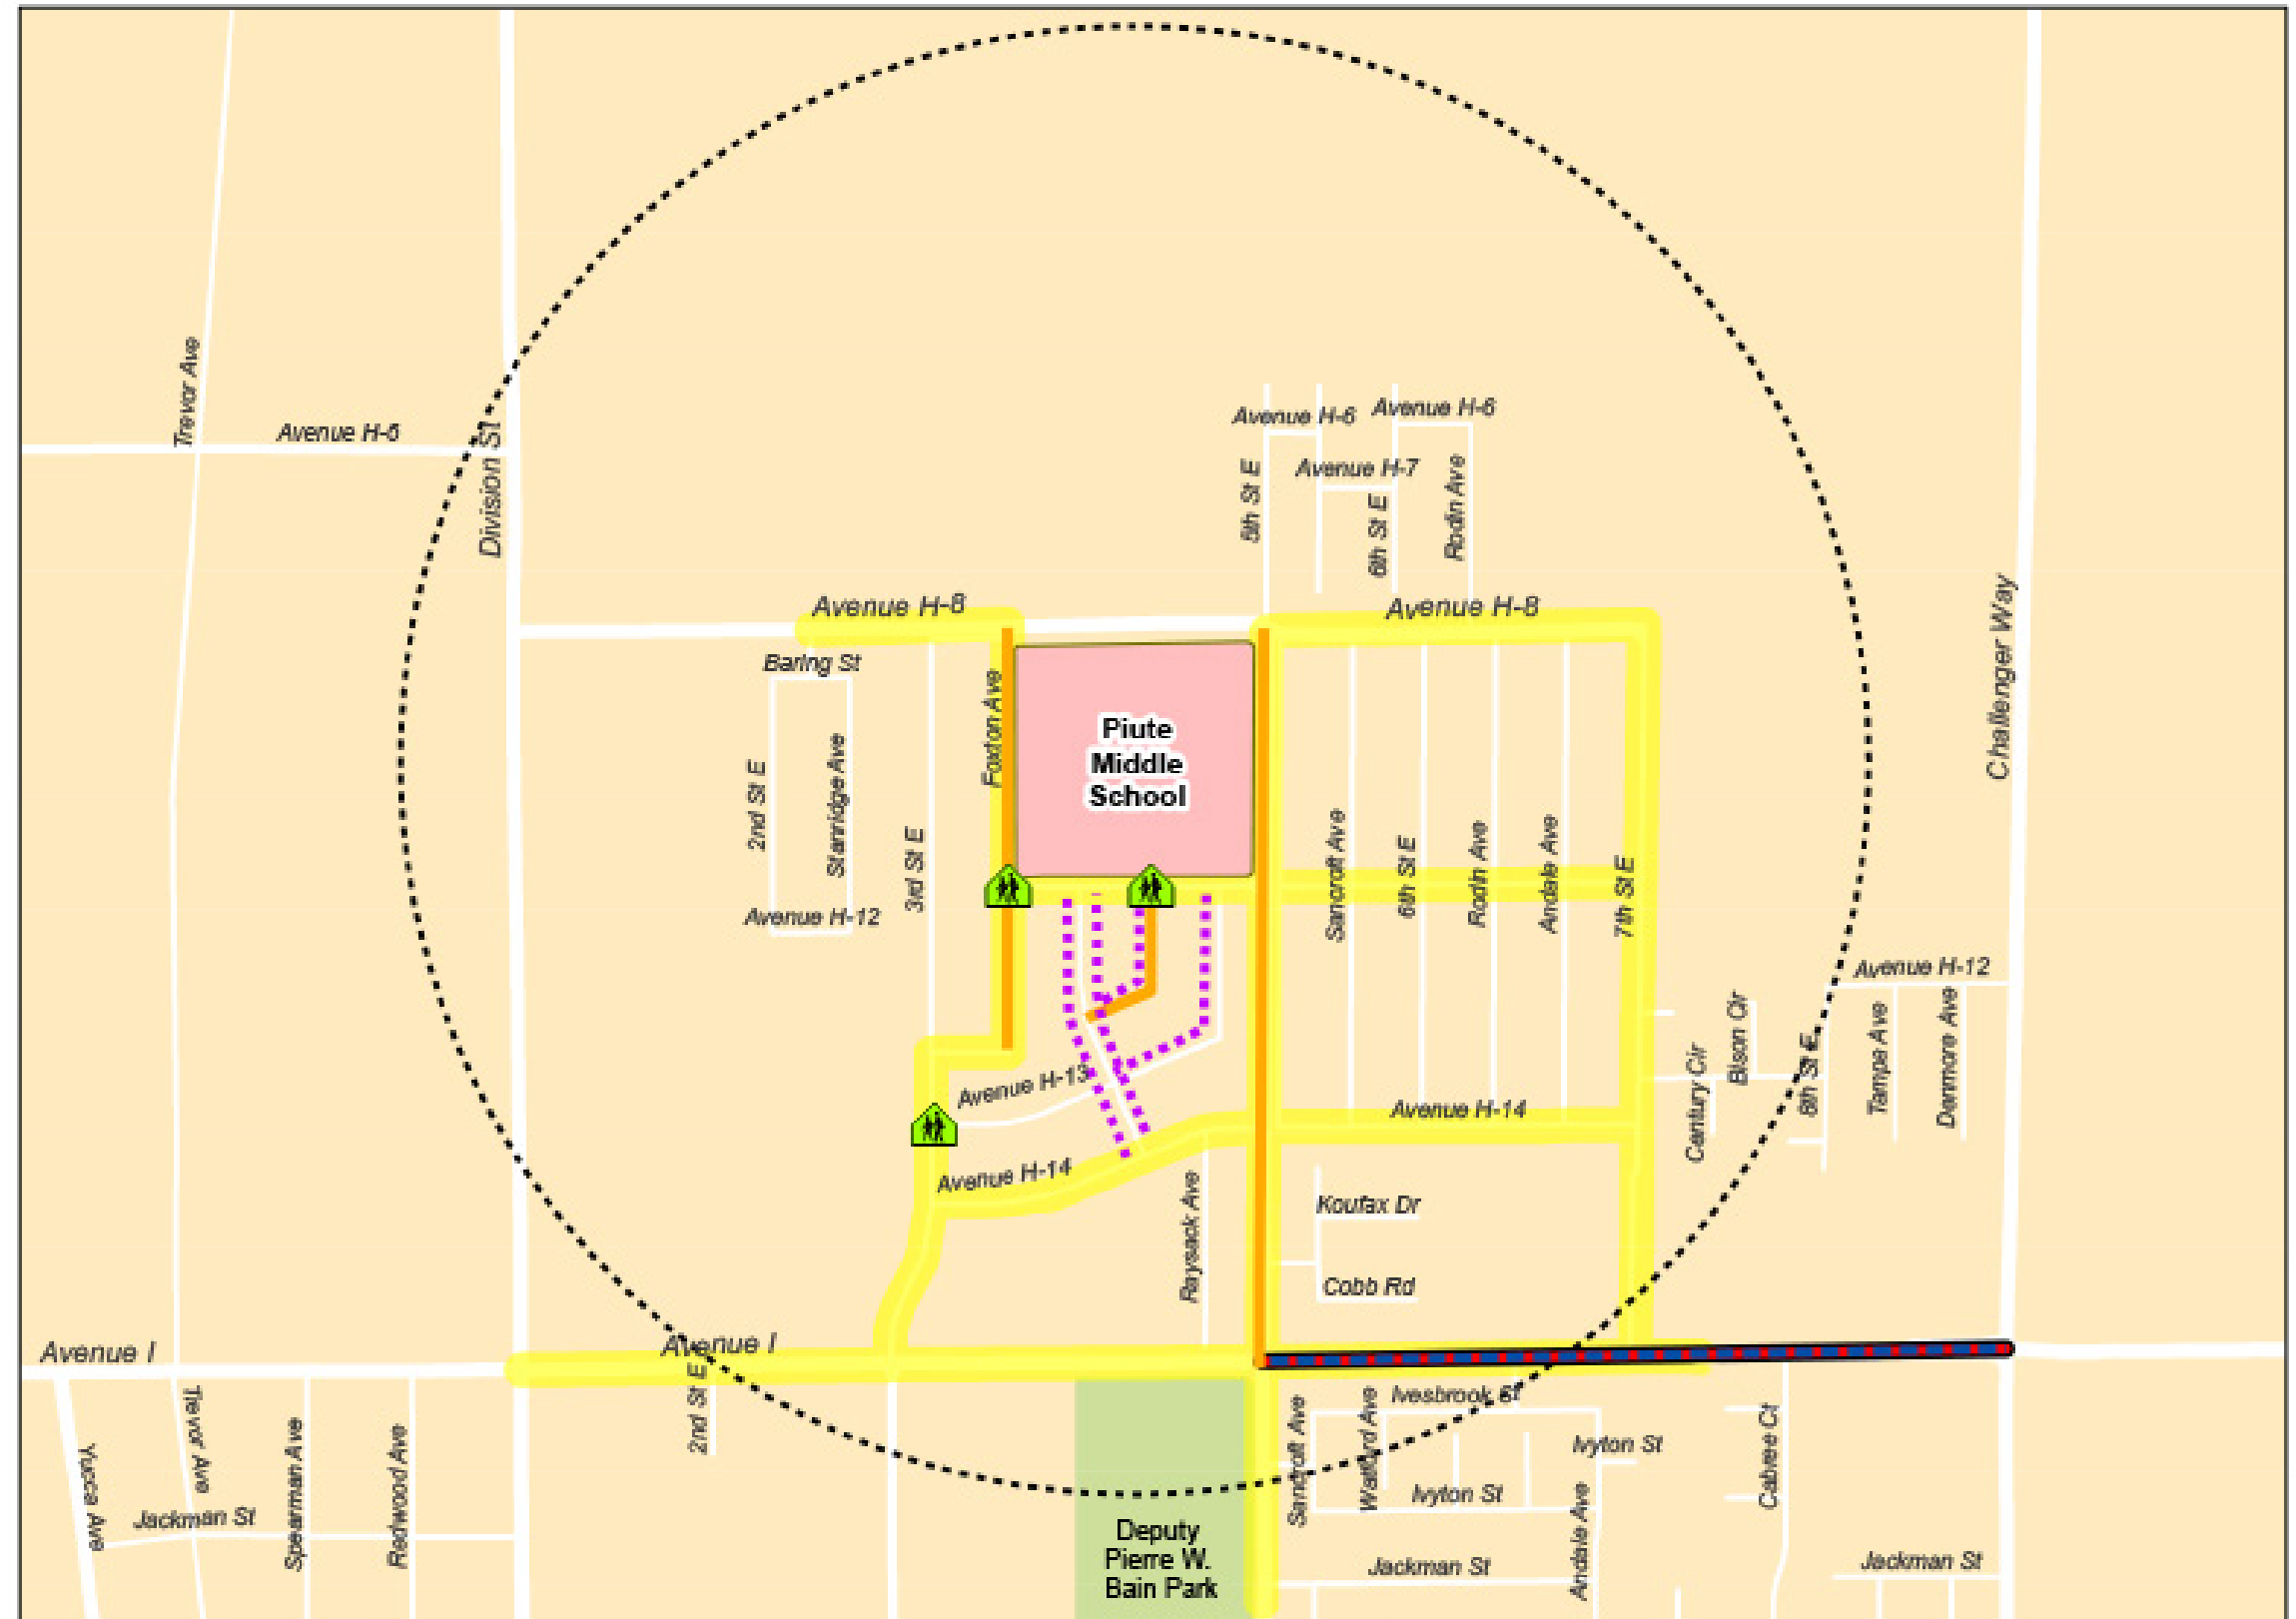 Trevor Ave
Avenue H-6
Division St
Avenue H-6
Avenue H-6
Avenue H-7
5th St E
6th St E
Rodin Ave
Challenger Way
Avenue H-8
Avenue H-8
Baring St
Foxton Ave
Piute
Middle
School
2nd St E
Stanridge Ave
3rd St E
Avenue H-12
Sancroft Ave
6th St E
Rodin Ave
Andale Ave
7th St E
Avenue H-12
Bison Cir
Century Cir
8th St E
Tampa Ave
Denmore Ave
Avenue H-13
Avenue H-14
Avenue H-14
Raysack Ave
Koufax Dr
Cobb Rd
Avenue I
Avenue I
2nd St E
Ivesbrook St
Trevor Ave
Yucca Ave
Spearman Ave
Redwood Ave
Jackman St
Sancroft Ave
Watford Ave
Ivyton St
Ivyton St
Andale Ave
Cabree Ct
Deputy
Pierre W.
Bain Park
Jackman St
Jackman St